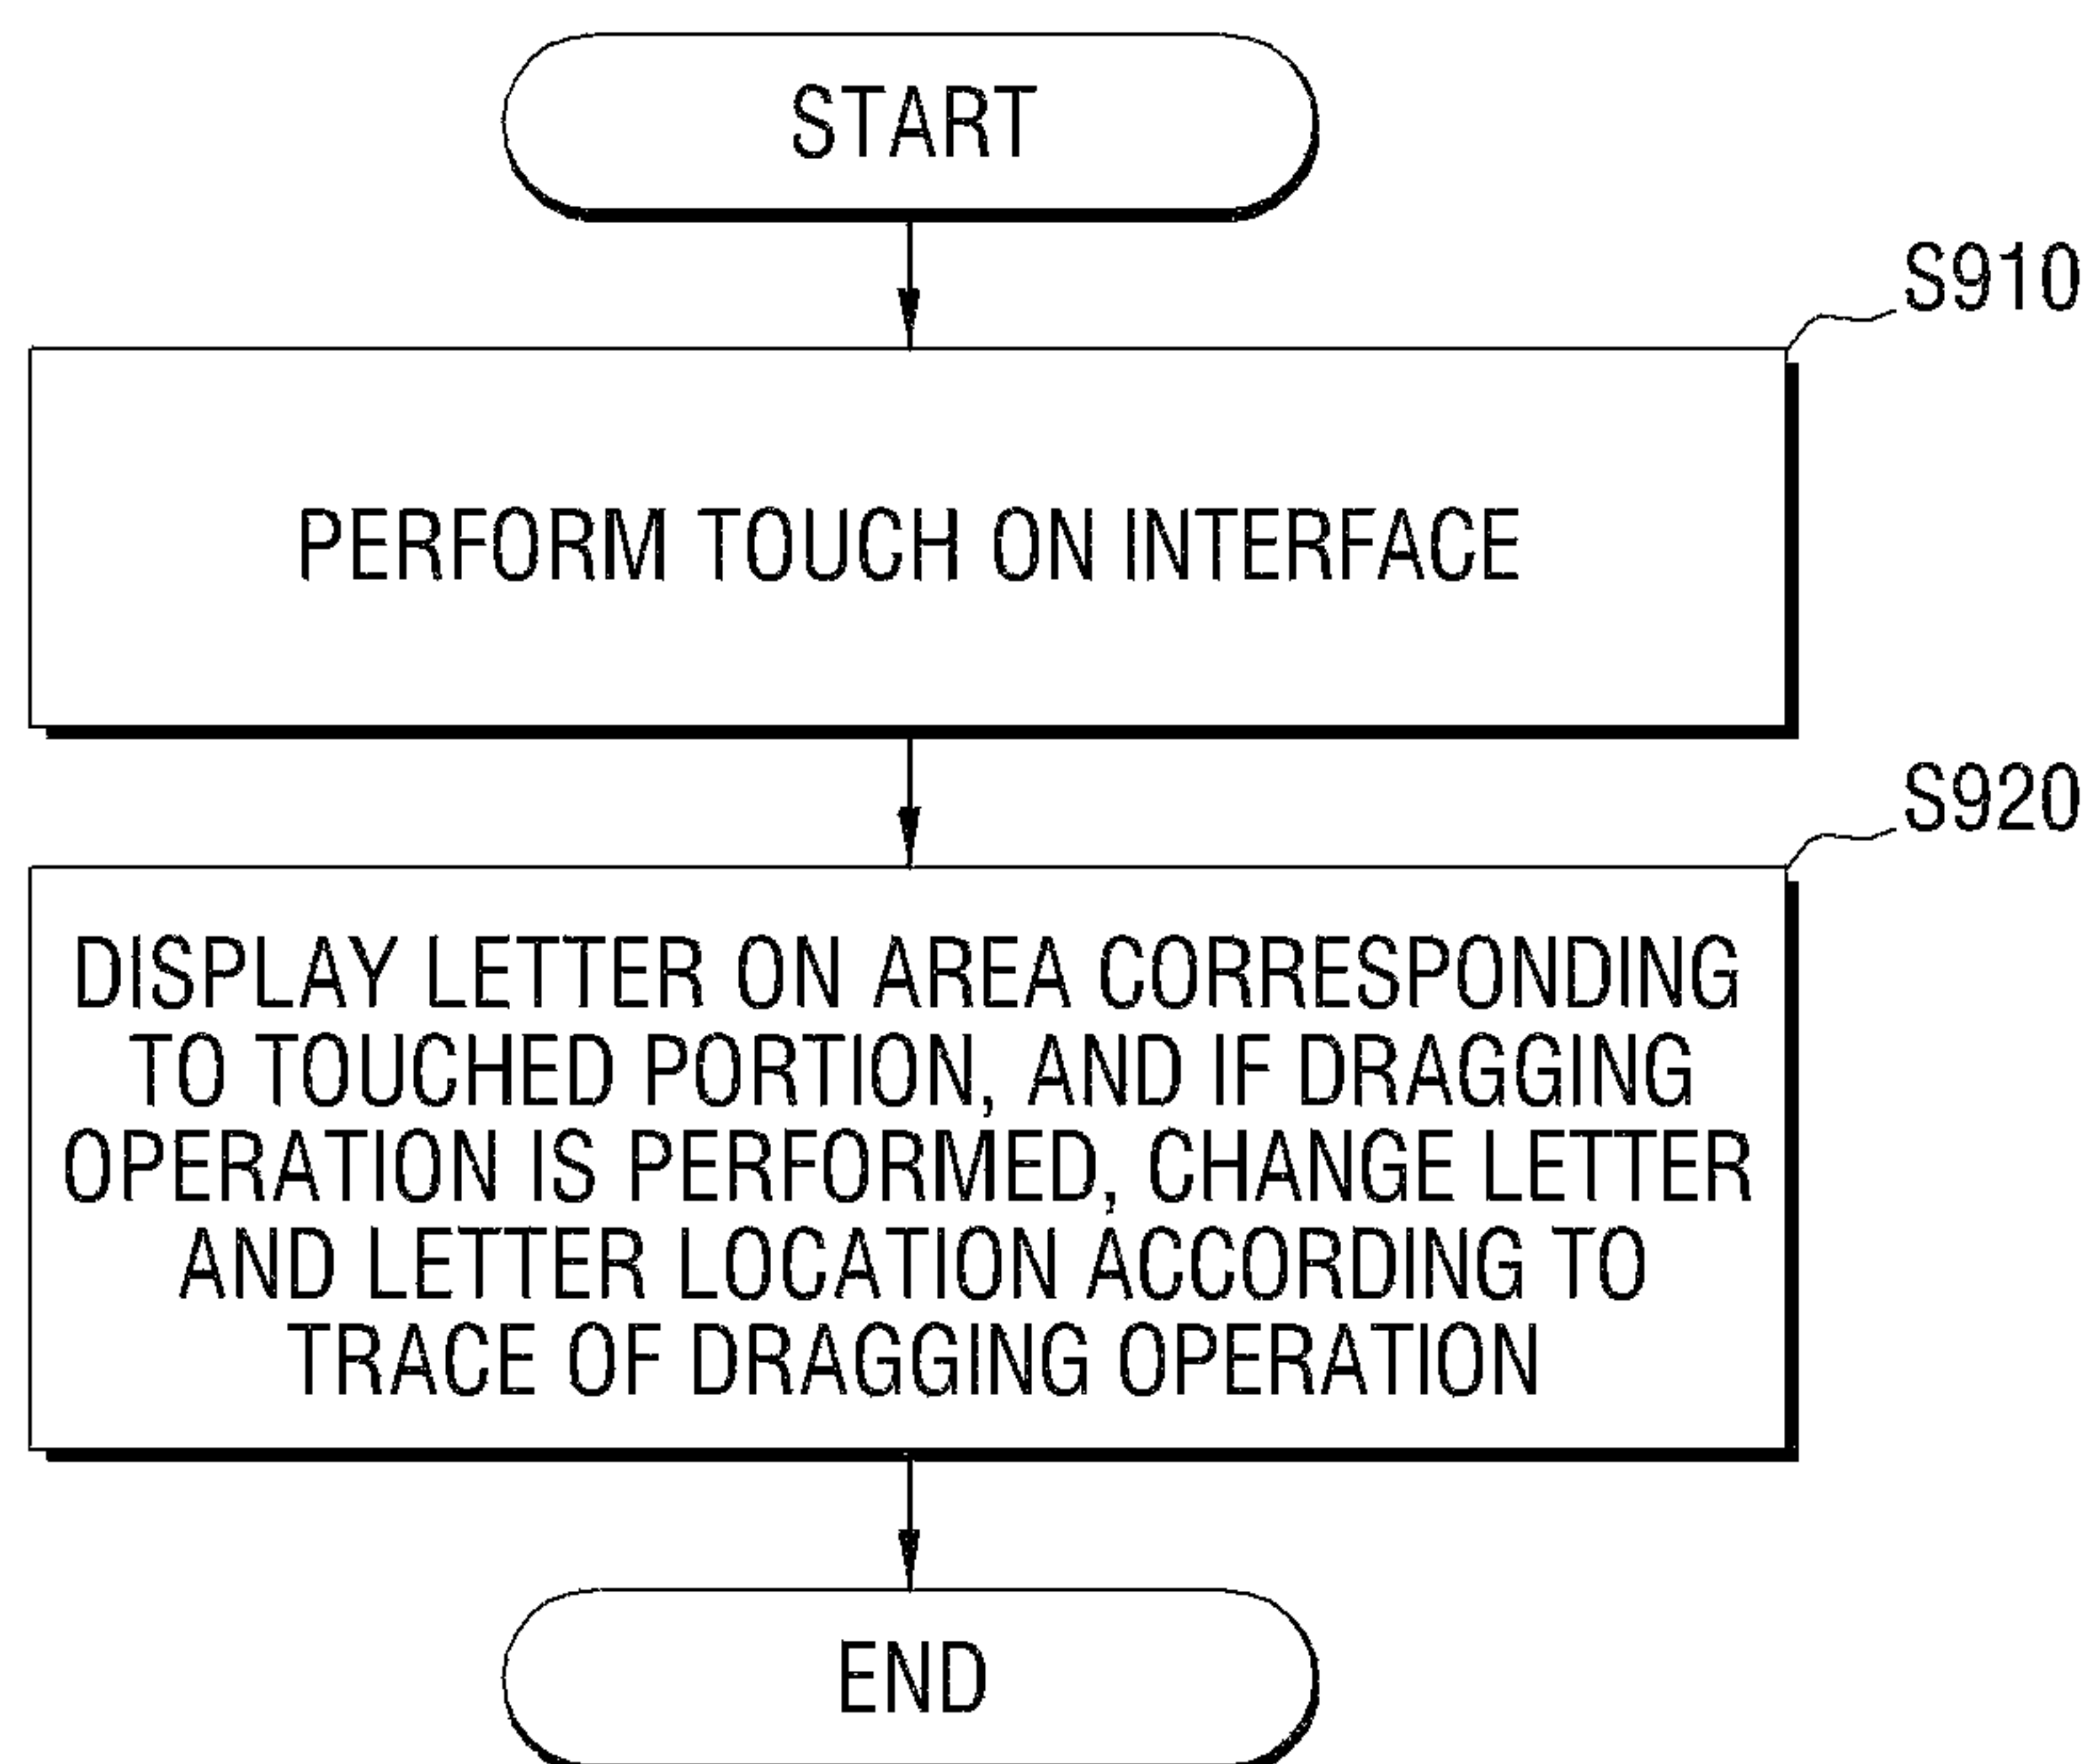 START
S910
PERFORM TOUCH ON INTERFACE
S920
DISPLAY LETTER ON AREA CORRESPONDING
TO TOUCHED PORTION, AND IF DRAGGING
OPERATION IS PERFORMED, CHANGE LETTER
AND LETTER LOCATION ACCORDING TO
TRACE OF DRAGGING OPERATION
END